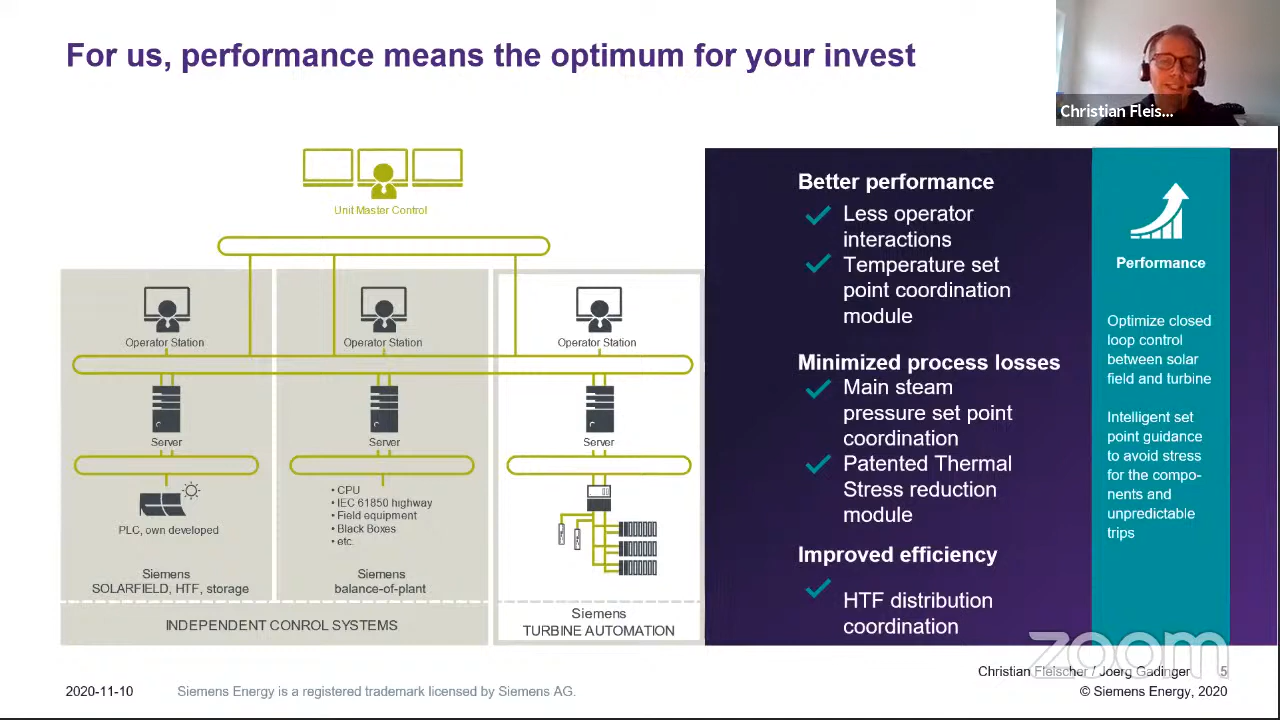 For us, performance means the optimum for your invest
Christian Fleis...
Unit Master Control
Operator Station
Operator Station
Operator Station
Server
Server
Server
PLC, own developed
• CPU
• IEC 61850 highway
• Field equipment
• Black Boxes
• etc.
Siemens
SOLARFIELD, HTF, storage
Siemens
balance-of-plant
INDEPENDENT CONROL SYSTEMS
Siemens
TURBINE AUTOMATION
Better performance
Less operator
interactions
Temperature set
point coordination
module
Minimized process losses
Main steam
pressure set point
coordination
Patented Thermal
Stress reduction
module
Improved efficiency
HTF distribution
coordination
Performance
Optimize closed
loop control
between solar
field and turbine
Intelligent set
point guidance
to avoid stress
for the compo-
nents and
unpredictable
trips
zoom
Christian Fleischer / Joerg Gadinger 5
2020-11-10 Siemens Energy is a registered trademark licensed by Siemens AG.
© Siemens Energy, 2020